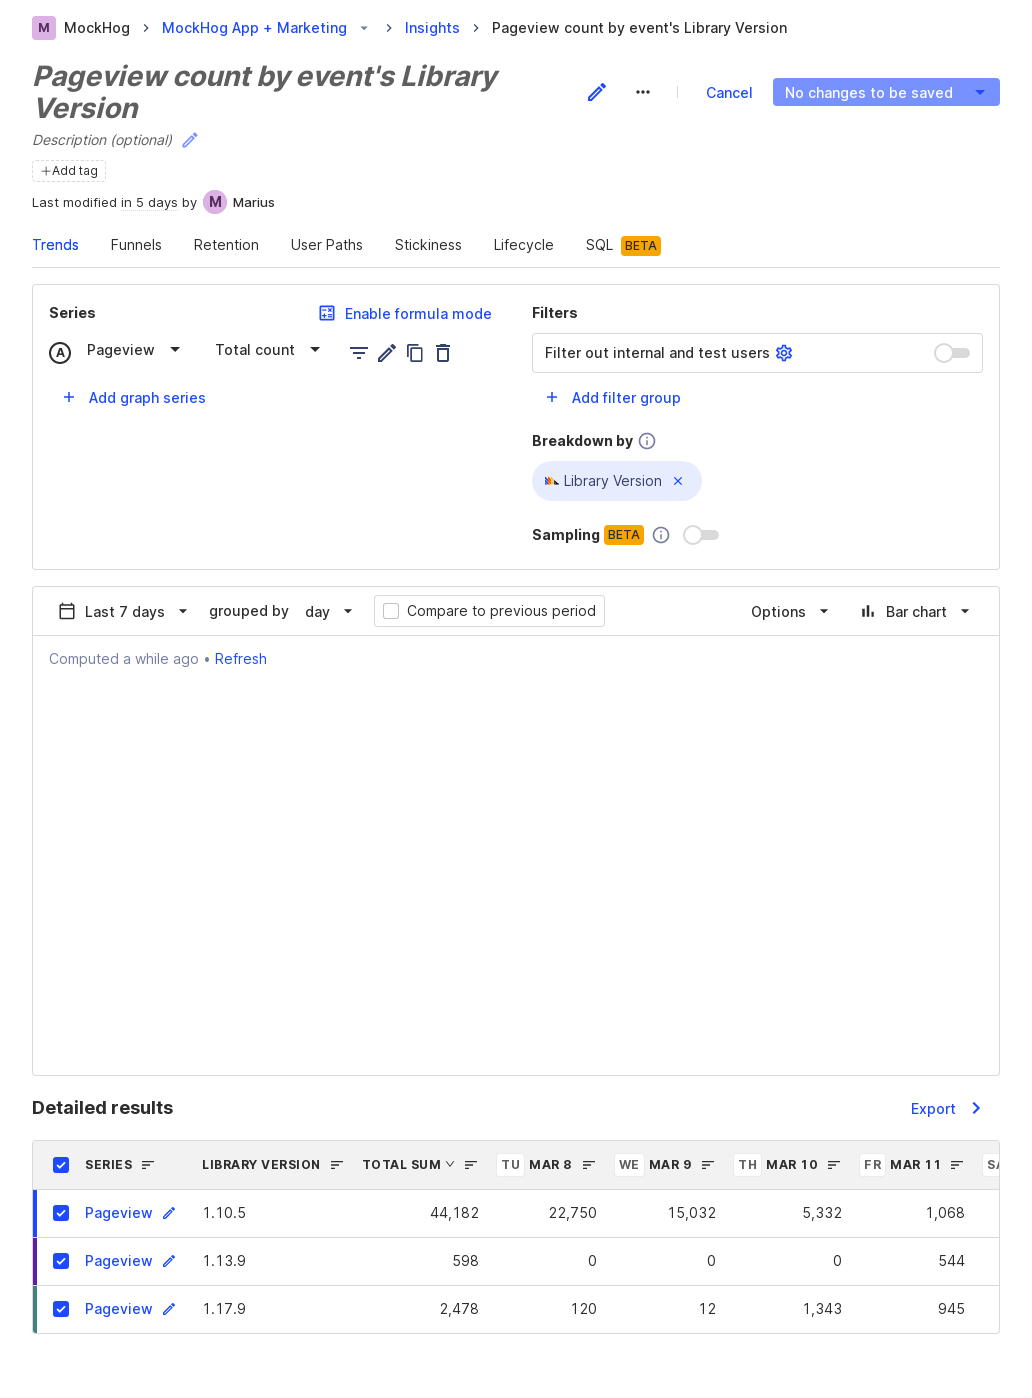 M MockHog MockHog App + Marketing Insights Pageview count by event's Library Version
Pageview count by event's Library
Version
Cancel No changes to be saved
Description (optional)
Add tag
Last modified in 5 days by M Marius
Trends Funnels Retention User Paths Stickiness Lifecycle SQL BETA
Series Enable formula mode
A Pageview Total count
Add graph series
Filters
Filter out internal and test users
Add filter group
Breakdown by
Library Version
Sampling BETA
Last 7 days grouped by day Compare to previous period Options Bar chart
Computed a while ago • Refresh
Detailed results Export
SERIES LIBRARY VERSION TOTAL SUM TU MAR 8 WE MAR 9 TH MAR 10 FR MAR 11
Pageview 1.10.5 44,182 22,750 15,032 5,332 1,068
Pageview 1.13.9 598 0 0 0 544
Pageview 1.17.9 2,478 120 12 1,343 945